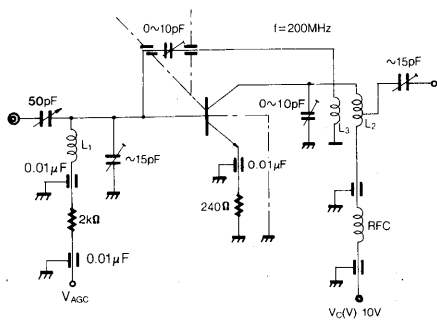 0~10pF
f=200MHz
~15pF
50pF
0~10pF
L₁
L₃
L₂
~15pF
0.01μF
0.01μF
2kΩ
240Ω
RFC
0.01μF
VAGC
VC(V) 10V